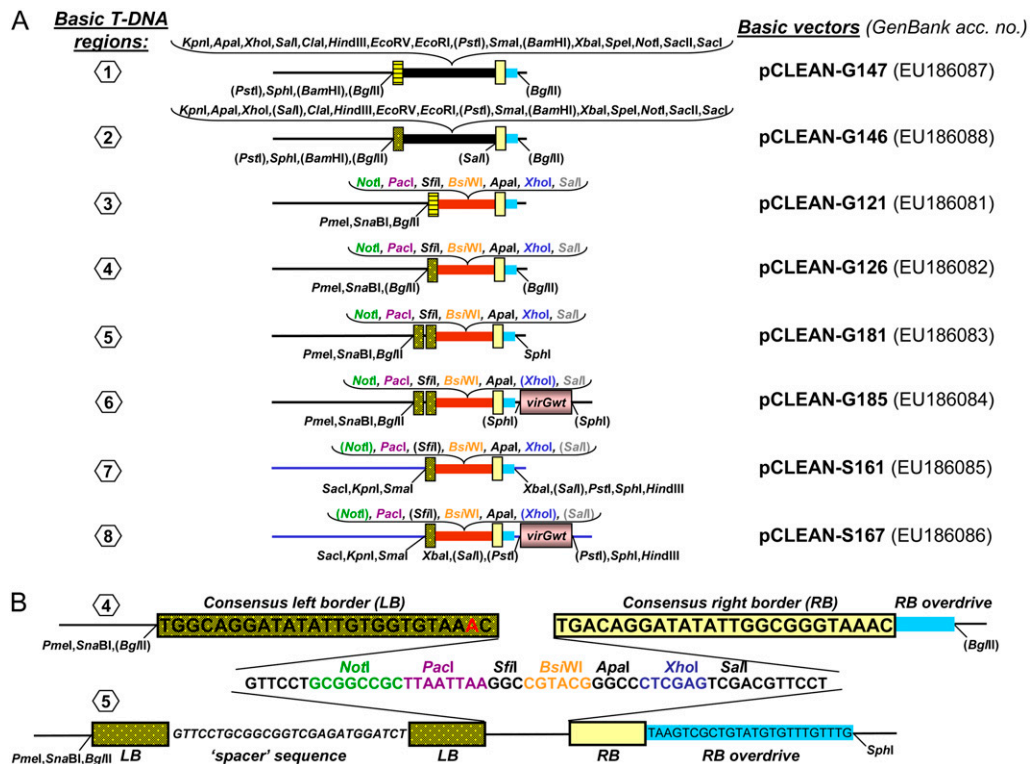 A
Basic T-DNA regions:
Basic vectors (GenBank acc. no.)
KpnI,ApaI,XhoI,SalI,ClaI,HindIII,EcoRV,EcoRI,(PstI),SmaI,(BamHI),XbaI,SpeI,NotI,SacII,SacI
1
(PstI),SphI,(BamHI),(BglII)
(BglII)
pCLEAN-G147 (EU186087)
KpnI,ApaI,XhoI,(SalI),ClaI,HindIII,EcoRV,EcoRI,(PstI),SmaI,(BamHI),XbaI,SpeI,NotI,SacII,SacI
2
(PstI),SphI,(BamHI),(BglII)
(SalI)
(BglII)
pCLEAN-G146 (EU186088)
NotI, PacI, SfiI, BsiWI, ApaI, XhoI, SalI
3
PmeI,SnaBI,BglII
pCLEAN-G121 (EU186081)
NotI, PacI, SfiI, BsiWI, ApaI, XhoI, SalI
4
PmeI,SnaBI,(BglII)
(BglII)
pCLEAN-G126 (EU186082)
NotI, PacI, SfiI, BsiWI, ApaI, XhoI, SalI
5
PmeI,SnaBI,BglII
SphI
pCLEAN-G181 (EU186083)
NotI, PacI, SfiI, BsiWI, ApaI, (XhoI), SalI
6
virGwt
PmeI,SnaBI,BglII
(SphI)
(SphI)
pCLEAN-G185 (EU186084)
(NotI), PacI, (SfiI), BsiWI, ApaI, XhoI, (SalI)
7
SacI,KpnI,SmaI
XbaI,(SalI),PstI,SphI,HindIII
pCLEAN-S161 (EU186085)
(NotI), PacI, (SfiI), BsiWI, ApaI, (XhoI), (SalI)
8
virGwt
SacI,KpnI,SmaI
XbaI,(SalI),(PstI)
(PstI),SphI,HindIII
pCLEAN-S167 (EU186086)
B
4
Consensus left border (LB)
Consensus right border (RB)
RB overdrive
TGGCAGGATATATTGTGGTGTAAAC
TGACAGGATATATTGGCGGGTAAAC
PmeI,SnaBI,(BglII)
(BglII)
NotI PacI SfiI BsiWI ApaI XhoI SalI
GTTCCTGCGGCCGCTTAATTAAGGCCGTACGGGCCCTCGAGTCGACGTTCCT
5
GTTCCTGCGGCGGTCGAGATGGATCT
TAAGTCGCTGTATGTGTTTGTTTG
PmeI,SnaBI,BglII
LB
'spacer' sequence
LB
RB
RB overdrive
SphI